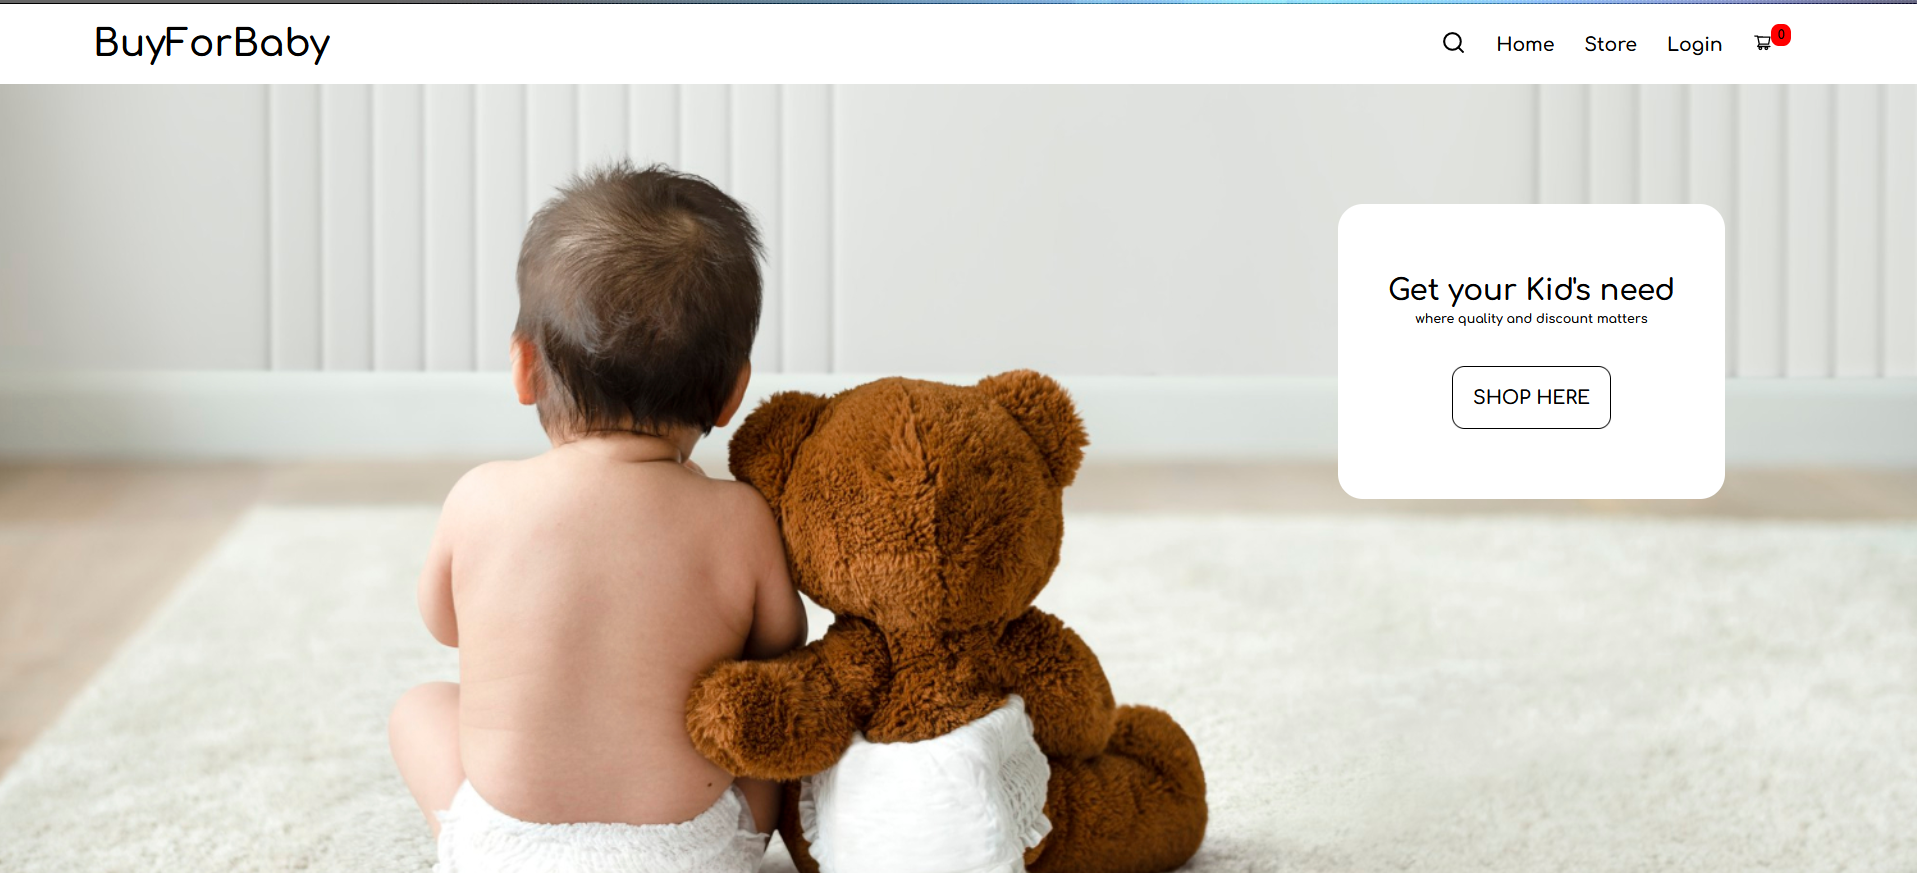 BuyForBaby
Home Store Login 0
Get your Kid's need
where quality and discount matters
SHOP HERE